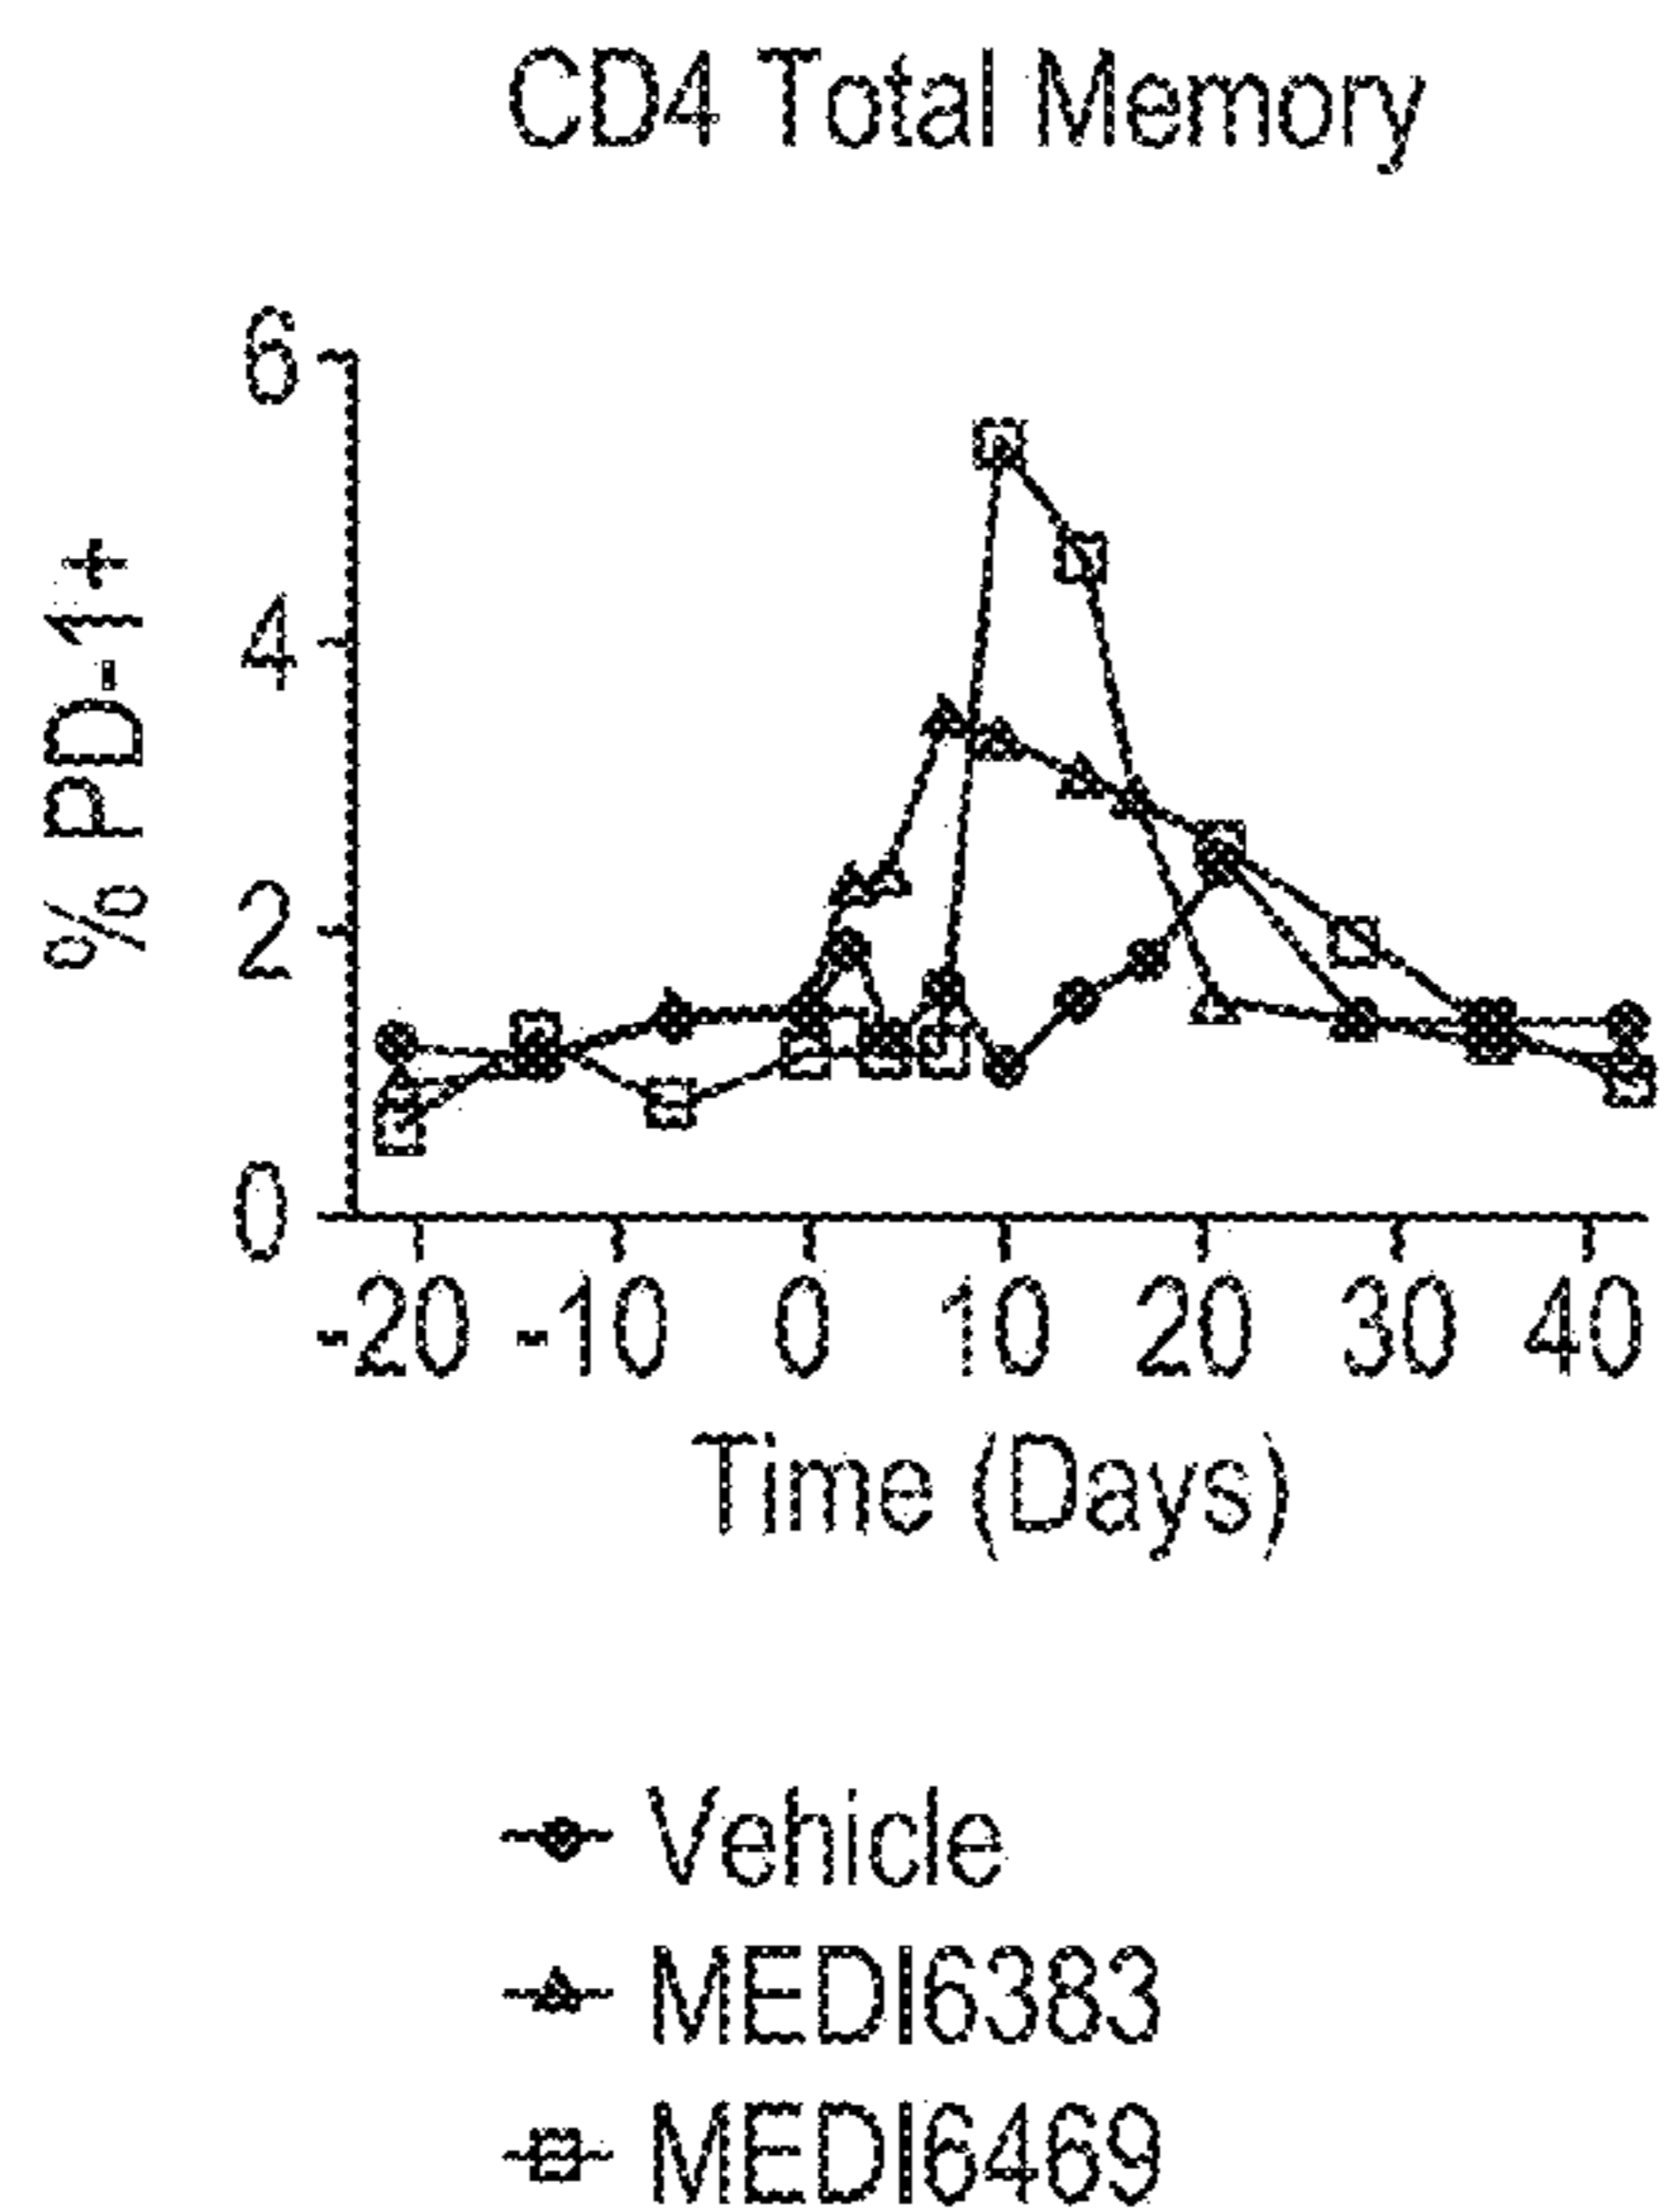 CD4 Total Memory
% PD-1+
6
4
2
0
-20 -10 0 10 20 30 40
Time (Days)
Vehicle
MEDI6383
MEDI6469